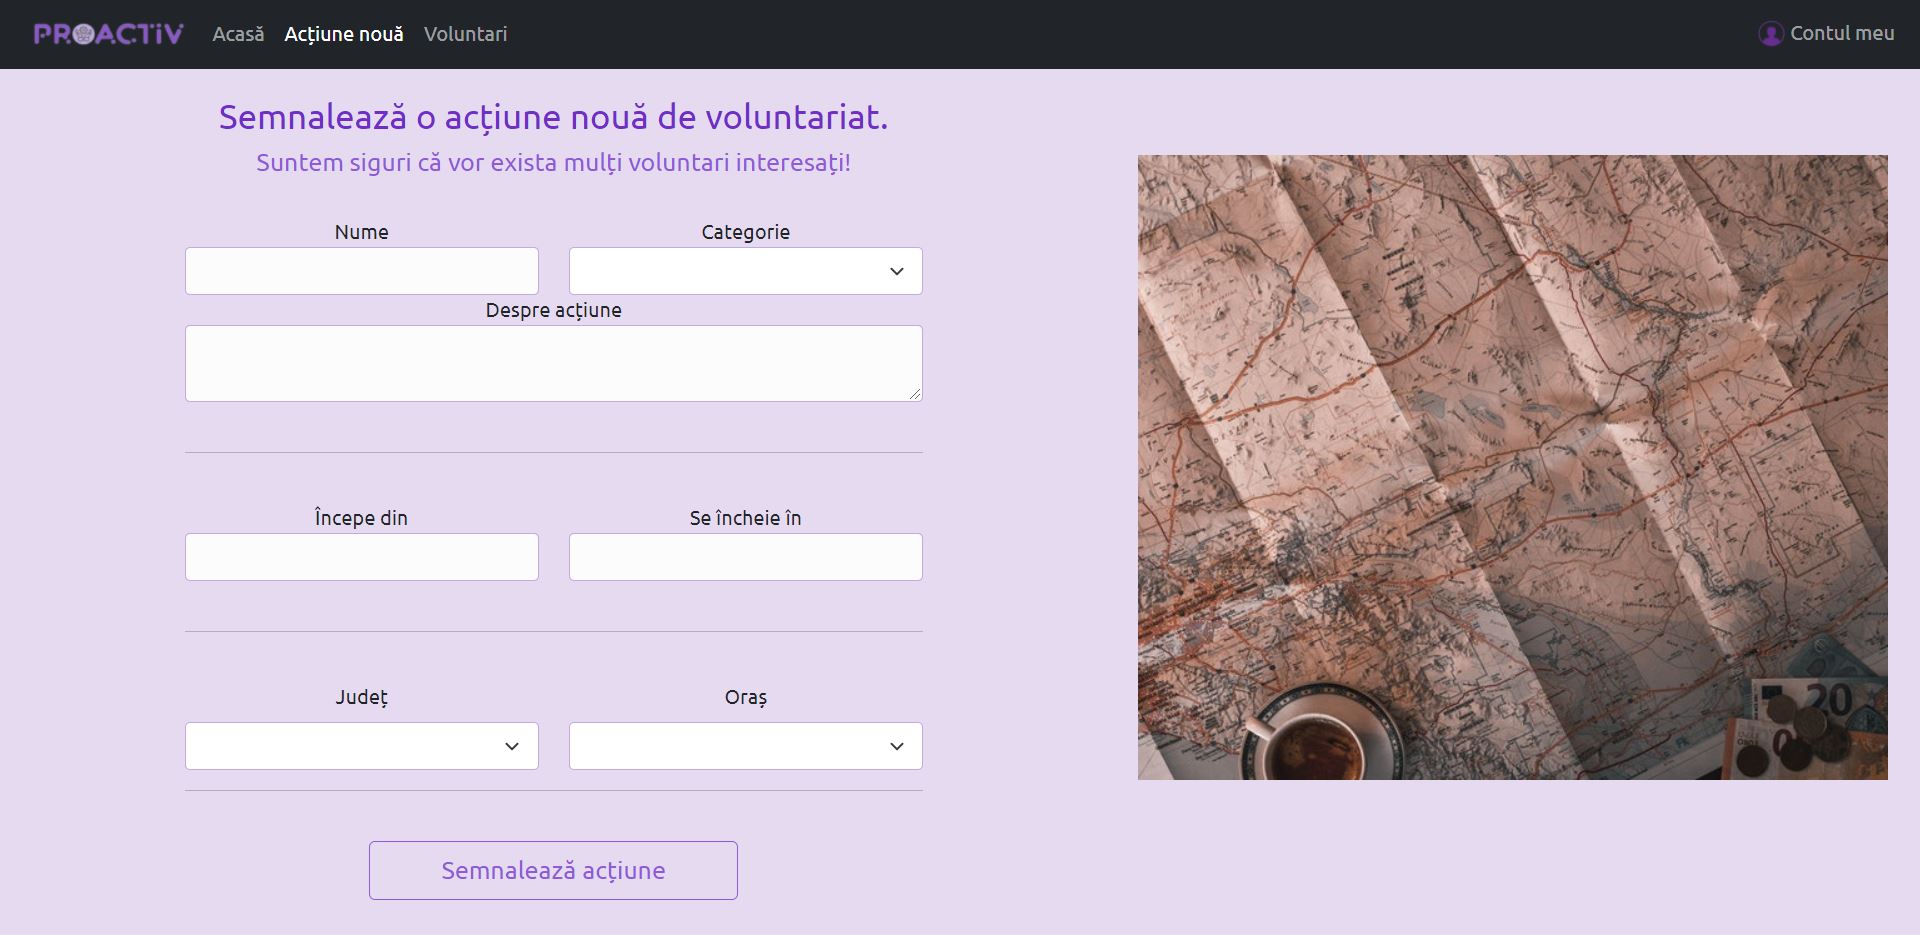 PROACTIV Acasă Acțiune nouă Voluntari Contul meu
Semnalează o acțiune nouă de voluntariat.
Suntem siguri că vor exista mulți voluntari interesați!
Nume Categorie
Despre acțiune
Începe din Se încheie în
Județ Oraș
Semnalează acțiune
20